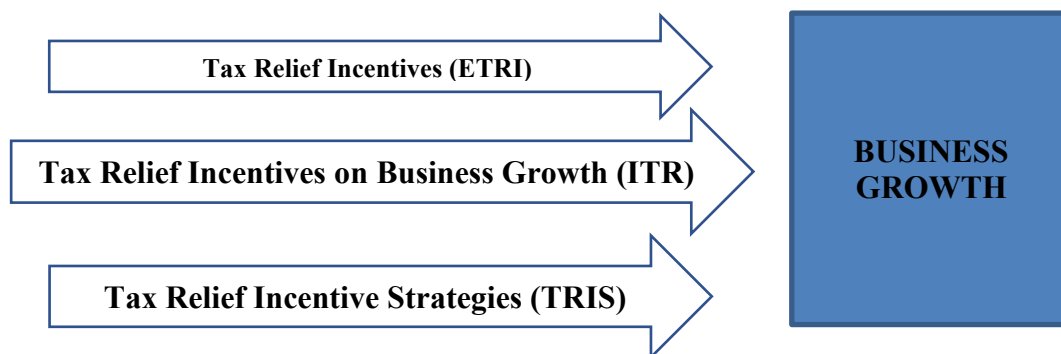 Tax Relief Incentives (ETRI)
Tax Relief Incentives on Business Growth (ITR)
Tax Relief Incentive Strategies (TRIS)
BUSINESS
GROWTH